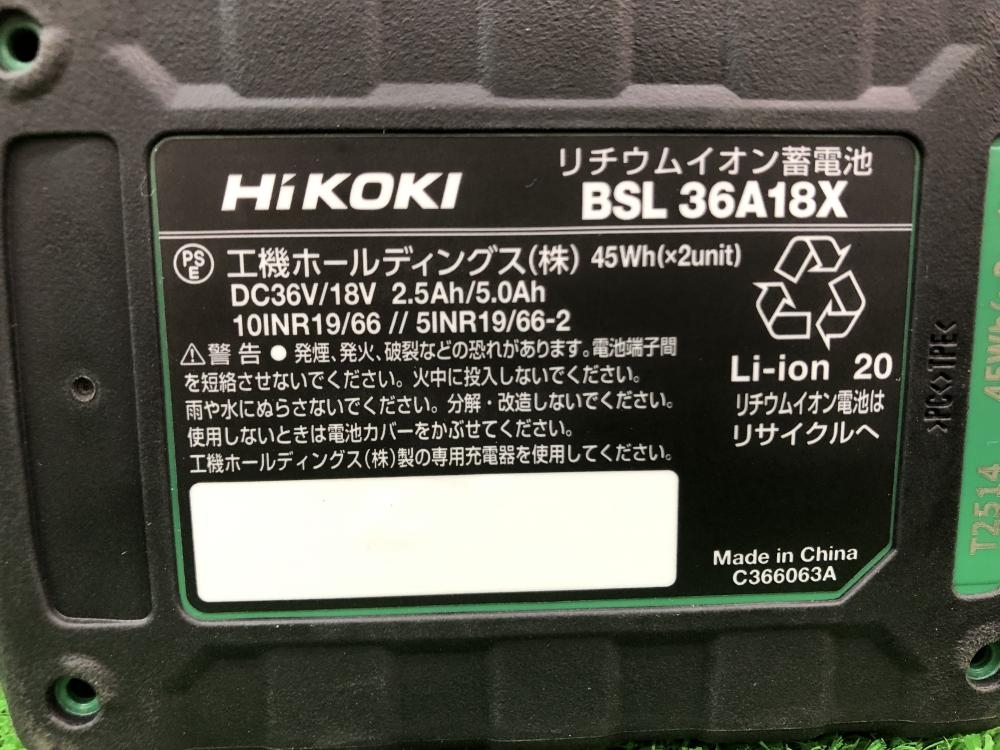 HiKOKI
リチウムイオン蓄電池
BSL 36A18X
PSE 工機ホールディングス(株) 45Wh(×2unit)
DC36V/18V 2.5Ah/5.0Ah
10INR19/66 // 5INR19/66-2
⚠警告 ● 発煙、発火、破裂などの恐れがあります。電池端子間
を短絡させないでください。火中に投入しないでください。
雨や水にぬらさないでください。分解・改造しないでください。
使用しないときは電池カバーをかぶせてください。
工機ホールディングス(株)製の専用充電器を使用してください。
Li-ion 20
リチウムイオン電池は
リサイクルへ
Made in China
C366063A
>PC◇TPE<
T2514
45Wh